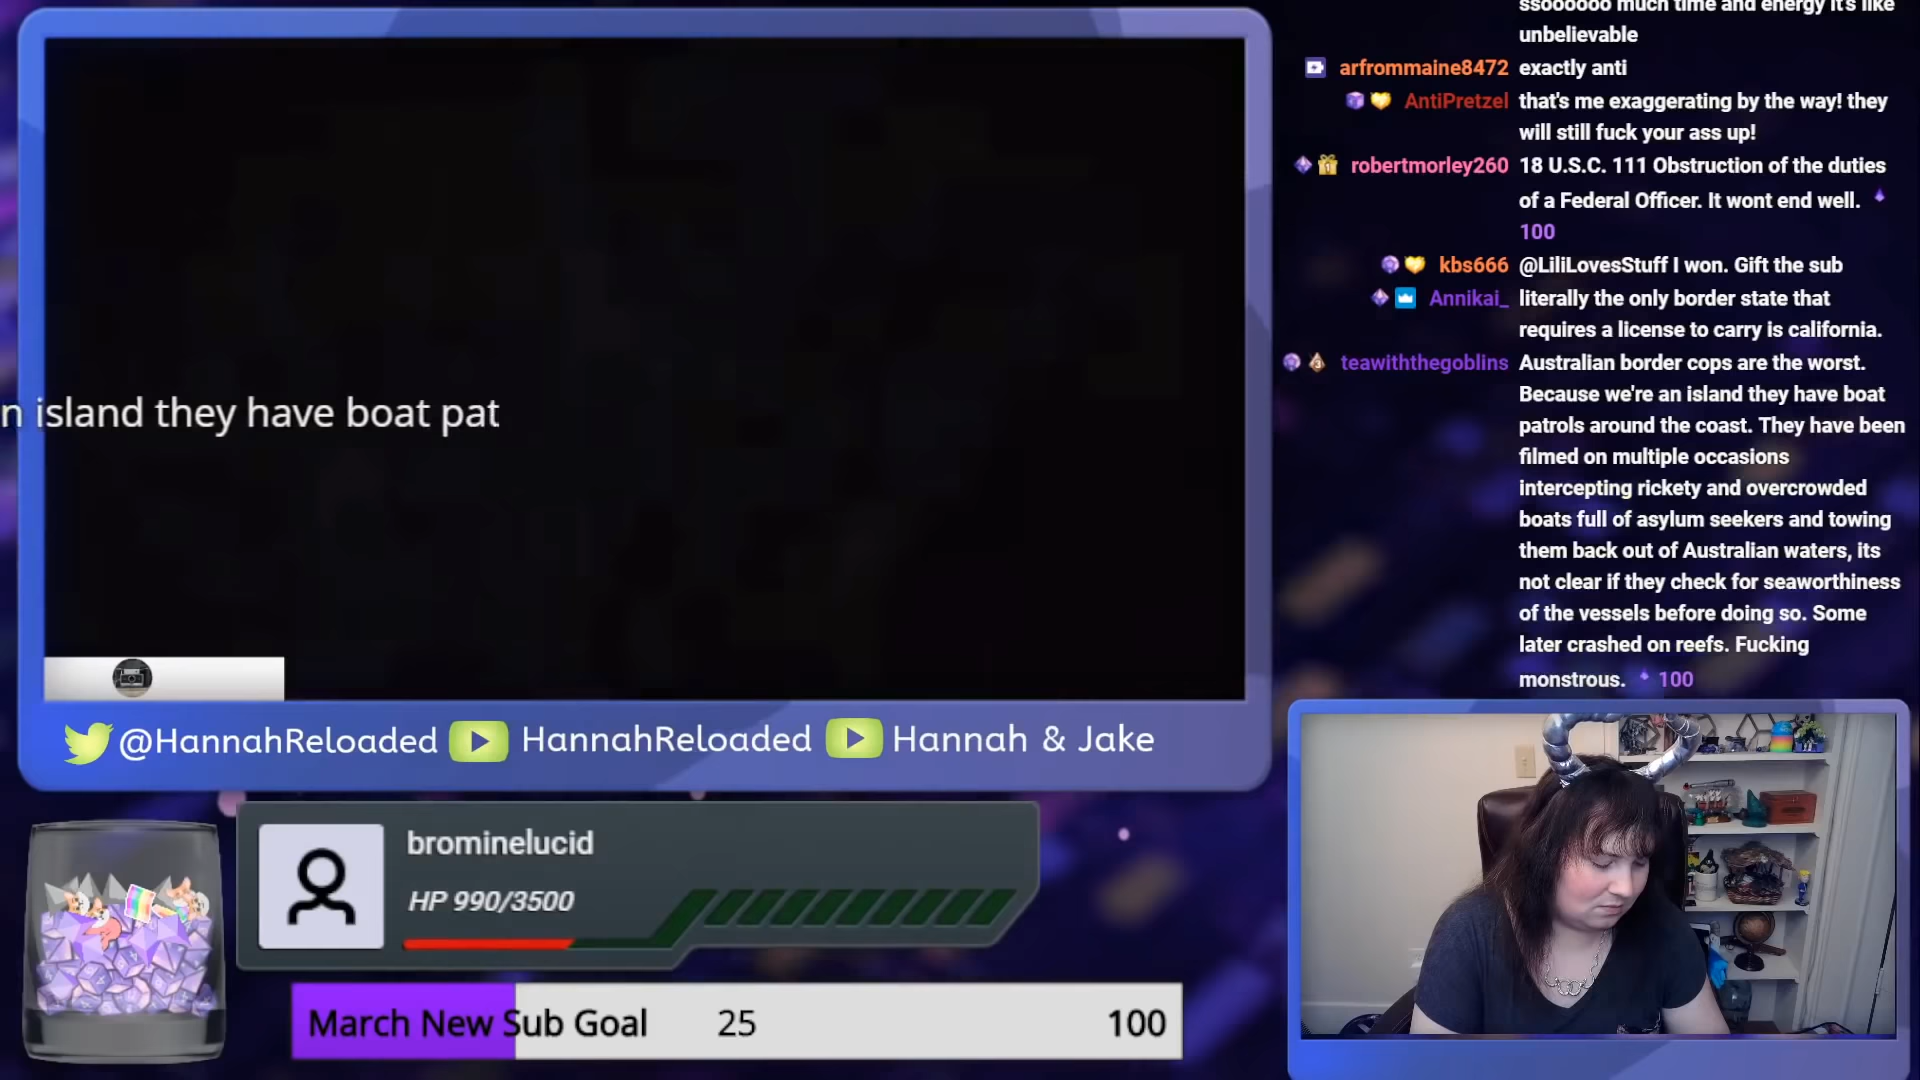 n island they have boat pat
@HannahReloaded HannahReloaded Hannah & Jake
brominelucid
HP 990/3500
March New Sub Goal 25 100
ssoooooo much time and energy it's like
unbelievable
arfrommaine8472 exactly anti
AntiPretzel that's me exaggerating by the way! they
will still fuck your ass up!
robertmorley260 18 U.S.C. 111 Obstruction of the duties
of a Federal Officer. It wont end well.
100
kbs666 @LiliLovesStuff I won. Gift the sub
Annikai_ literally the only border state that
requires a license to carry is california.
teawiththegoblins Australian border cops are the worst.
Because we're an island they have boat
patrols around the coast. They have been
filmed on multiple occasions
intercepting rickety and overcrowded
boats full of asylum seekers and towing
them back out of Australian waters, its
not clear if they check for seaworthiness
of the vessels before doing so. Some
later crashed on reefs. Fucking
monstrous. 100